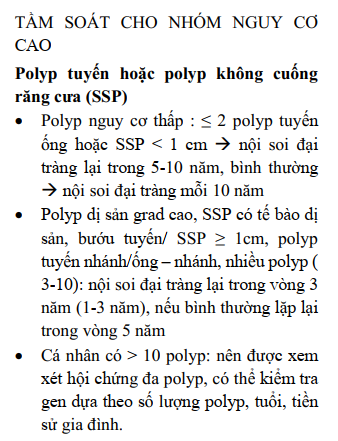 TẦM SOÁT CHO NHÓM NGUY CƠ
CAO
Polyp tuyến hoặc polyp không cuống
răng cưa (SSP)
• Polyp nguy cơ thấp : ≤ 2 polyp tuyến
ống hoặc SSP < 1 cm → nội soi đại
tràng lại trong 5-10 năm, bình thường
→ nội soi đại tràng mỗi 10 năm
• Polyp dị sản grad cao, SSP có tế bào dị
sản, bướu tuyến/ SSP ≥ 1cm, polyp
tuyến nhánh/ống – nhánh, nhiều polyp (
3-10): nội soi đại tràng lại trong vòng 3
năm (1-3 năm), nếu bình thường lặp lại
trong vòng 5 năm
• Cá nhân có > 10 polyp: nên được xem
xét hội chứng đa polyp, có thể kiểm tra
gen dựa theo số lượng polyp, tuổi, tiền
sử gia đình.